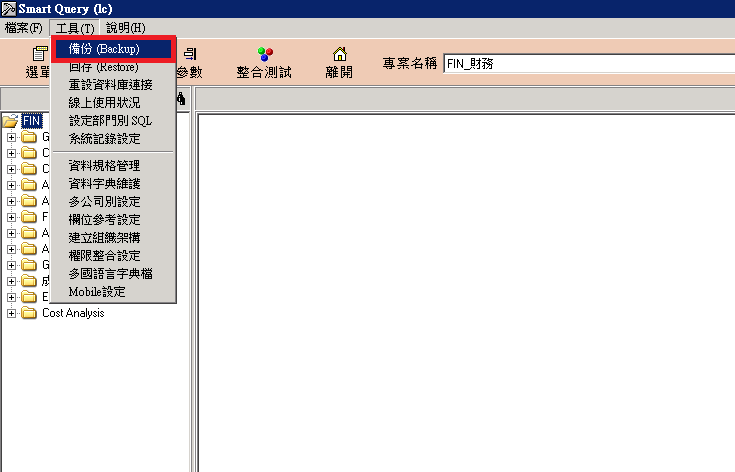 Smart Query (lc)
檔案(F) 工具(T) 說明(H)
選單 參數 整合測試 離開 專案名稱 FIN_財務
備份 (Backup)
回存 (Restore)
重設資料庫連接
線上使用狀況
設定部門別 SQL
系統記錄設定
資料規格管理
資料字典維護
多公司別設定
欄位參考設定
建立組織架構
權限整合設定
多國語言字典檔
Mobile設定
FIN
G
C
C
A
A
F
A
A
G
成
E
Cost Analysis